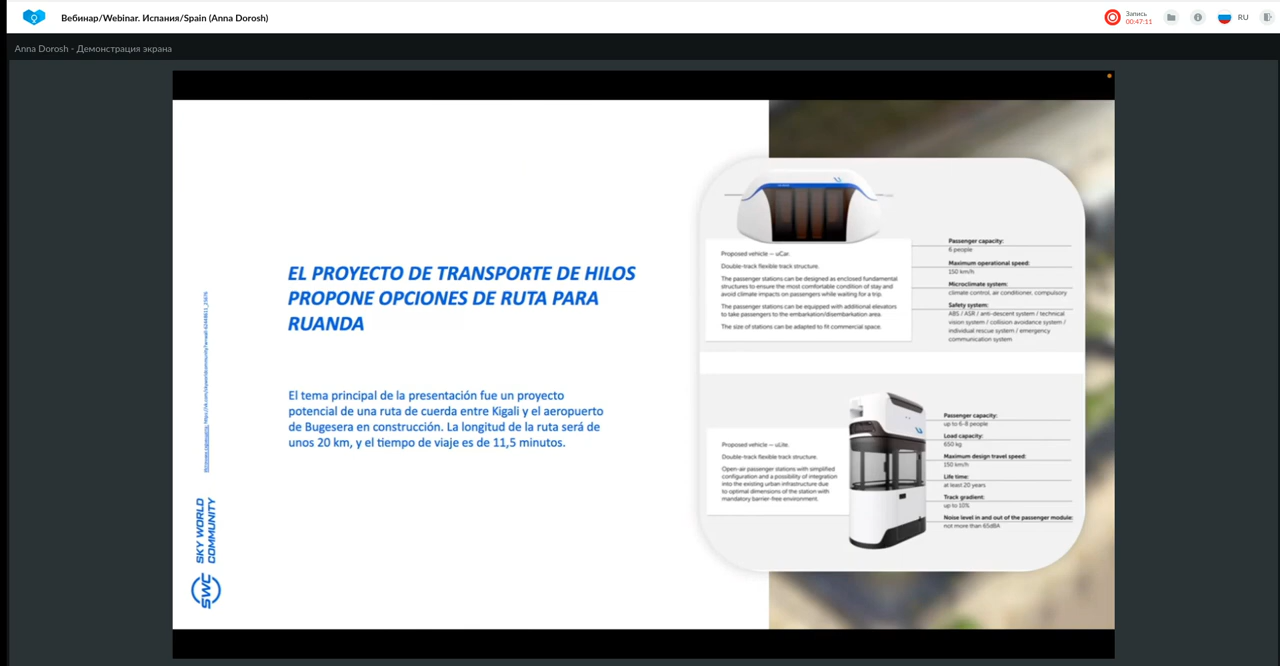 Вебинар/Webinar. Испания/Spain (Anna Dorosh)
Запись
00:47:11
RU
Anna Dorosh - Демонстрация экрана
EL PROYECTO DE TRANSPORTE DE HILOS
PROPONE OPCIONES DE RUTA PARA
RUANDA
El tema principal de la presentación fue un proyecto
potencial de una ruta de cuerda entre Kigali y el aeropuerto
de Bugesera en construcción. La longitud de la ruta será de
unos 20 km, y el tiempo de viaje es de 11,5 minutos.
SKY WORLD
COMMUNITY
SWC
Proposed vehicle — uCar.
Double-track flexible track structure.
The passenger stations can be designed as enclosed fundamental
structures to ensure the most comfortable condition of stay and
avoid climate impacts on passengers while waiting for a trip.
The passenger stations can be equipped with additional elevators
to take passengers to the embarkation/disembarkation area.
The size of stations can be adapted to fit commercial space.
Passenger capacity:
6 people
Maximum operational speed:
150 km/h
Microclimate system:
climate control, air conditioner, compulsory
Safety system:
ABS / ASR / anti-descent system / technical
vision system / collision avoidance system /
individual rescue system / emergency
communication system
Proposed vehicle — uLite.
Double-track flexible track structure.
Open-air passenger stations with simplified
configuration and a possibility of integration
into the existing urban infrastructure due
to optimal dimensions of the station with
mandatory barrier-free environment.
Passenger capacity:
up to 6-8 people
Load capacity:
650 kg
Maximum design travel speed:
150 km/h
Life time:
at least 20 years
Track gradient:
up to 10%
Noise level in and out of the passenger module:
not more than 65dBA